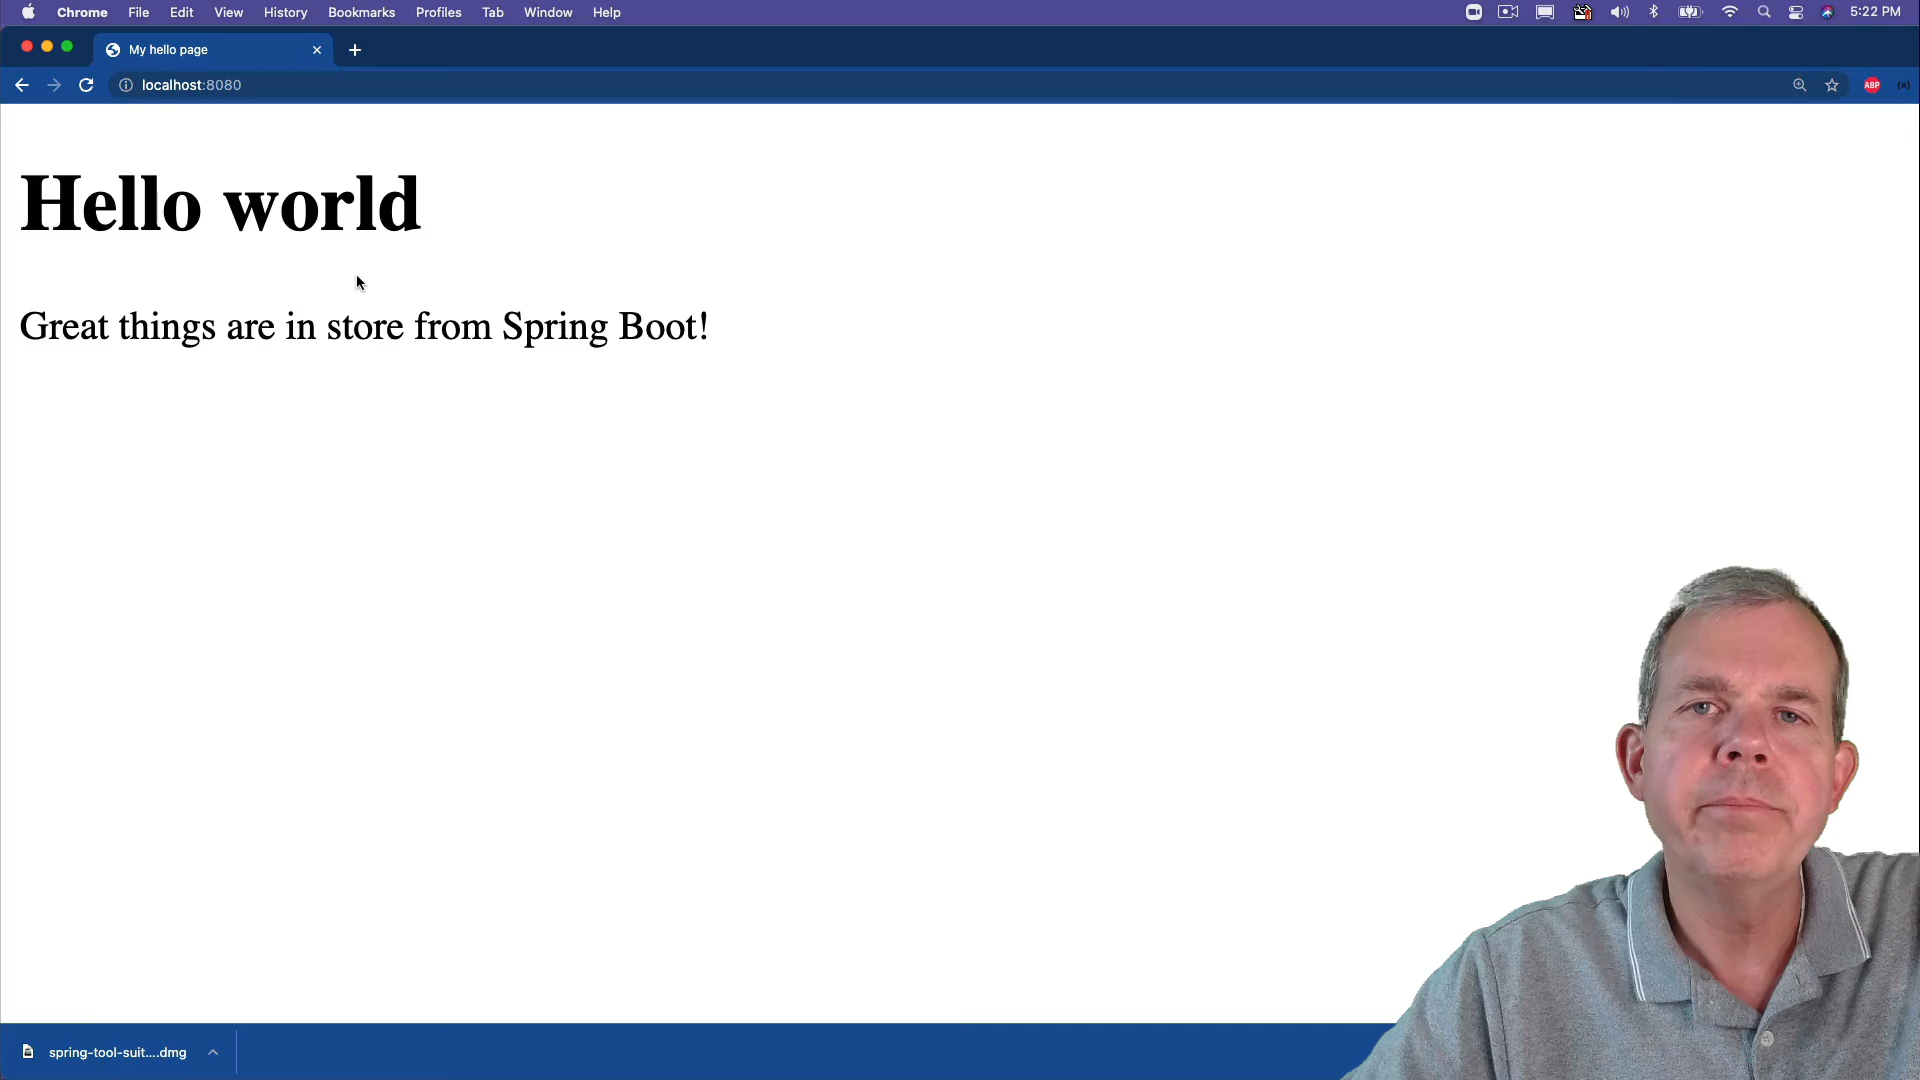 Chrome File Edit View History Bookmarks Profiles Tab Window Help 5:22 PM
My hello page
localhost:8080
ABP
Hello world
Great things are in store from Spring Boot!
spring-tool-suit....dmg